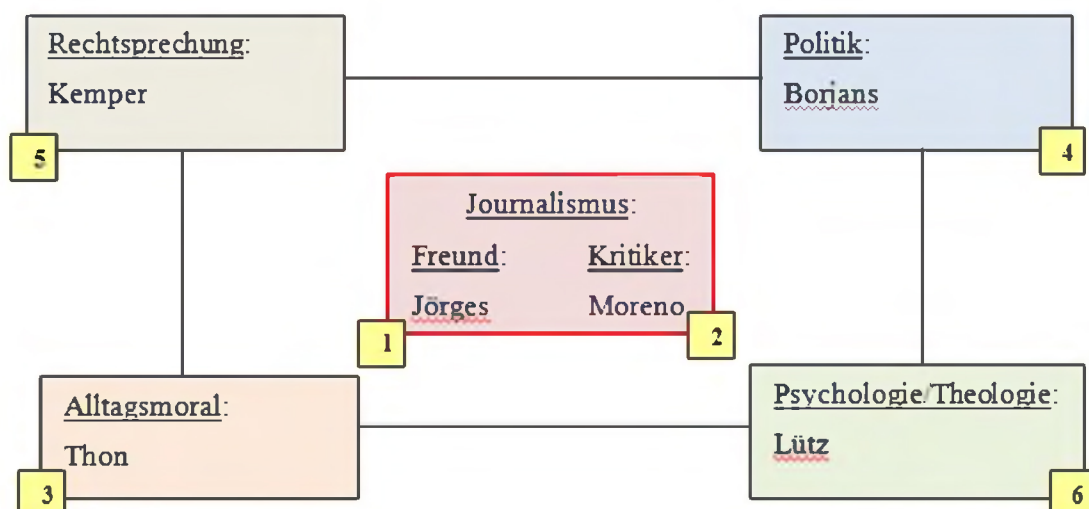 Rechtsprechung:
Kemper
5
Politik:
Borjans
4
Journalismus:
Freund: Kritiker:
Jörges Moreno
1 2
Alltagsmoral:
Thon
3
Psychologie/Theologie:
Lütz
6